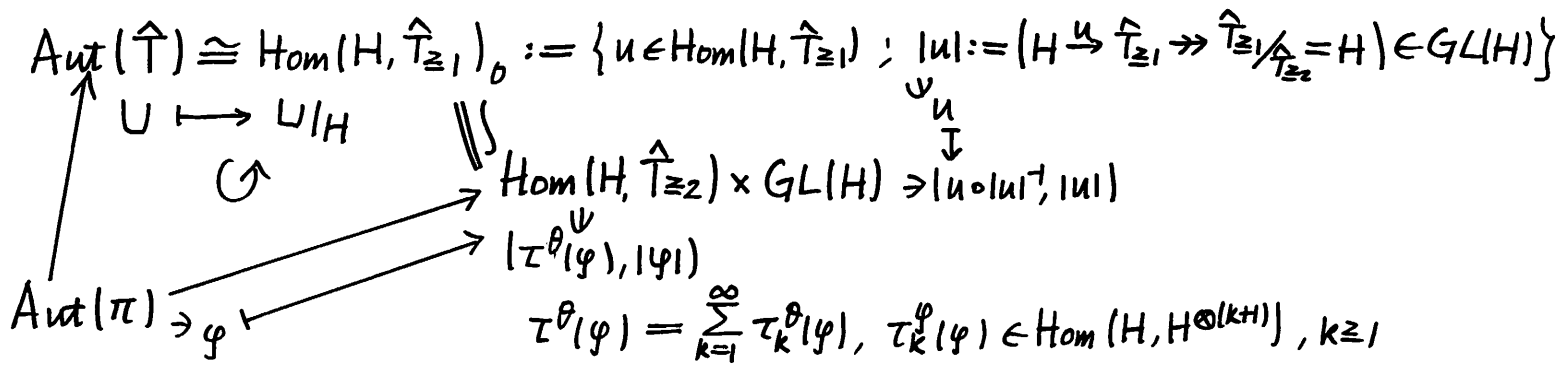 Aut(T̂) ≅ Hom(H, T̂≥1)₀ := {u ∈ Hom(H, T̂≥1) ; |u| := (H →ᵘ T̂≥1 ↠ T̂≥1/T̂≥2 = H) ∈ GL(H)}
U ↦ U|H
Hom(H, T̂≥2) × GL(H) ∋ (u∘|u|⁻¹, |u|)
(τ^θ(φ), |φ|)
Aut(π) ∋ φ ↦
τ^θ(φ) = ∑_{k=1}^{∞} τ_k^θ(φ), τ_k^φ(φ) ∈ Hom(H, H^{⊗(k+1)}), k≥1